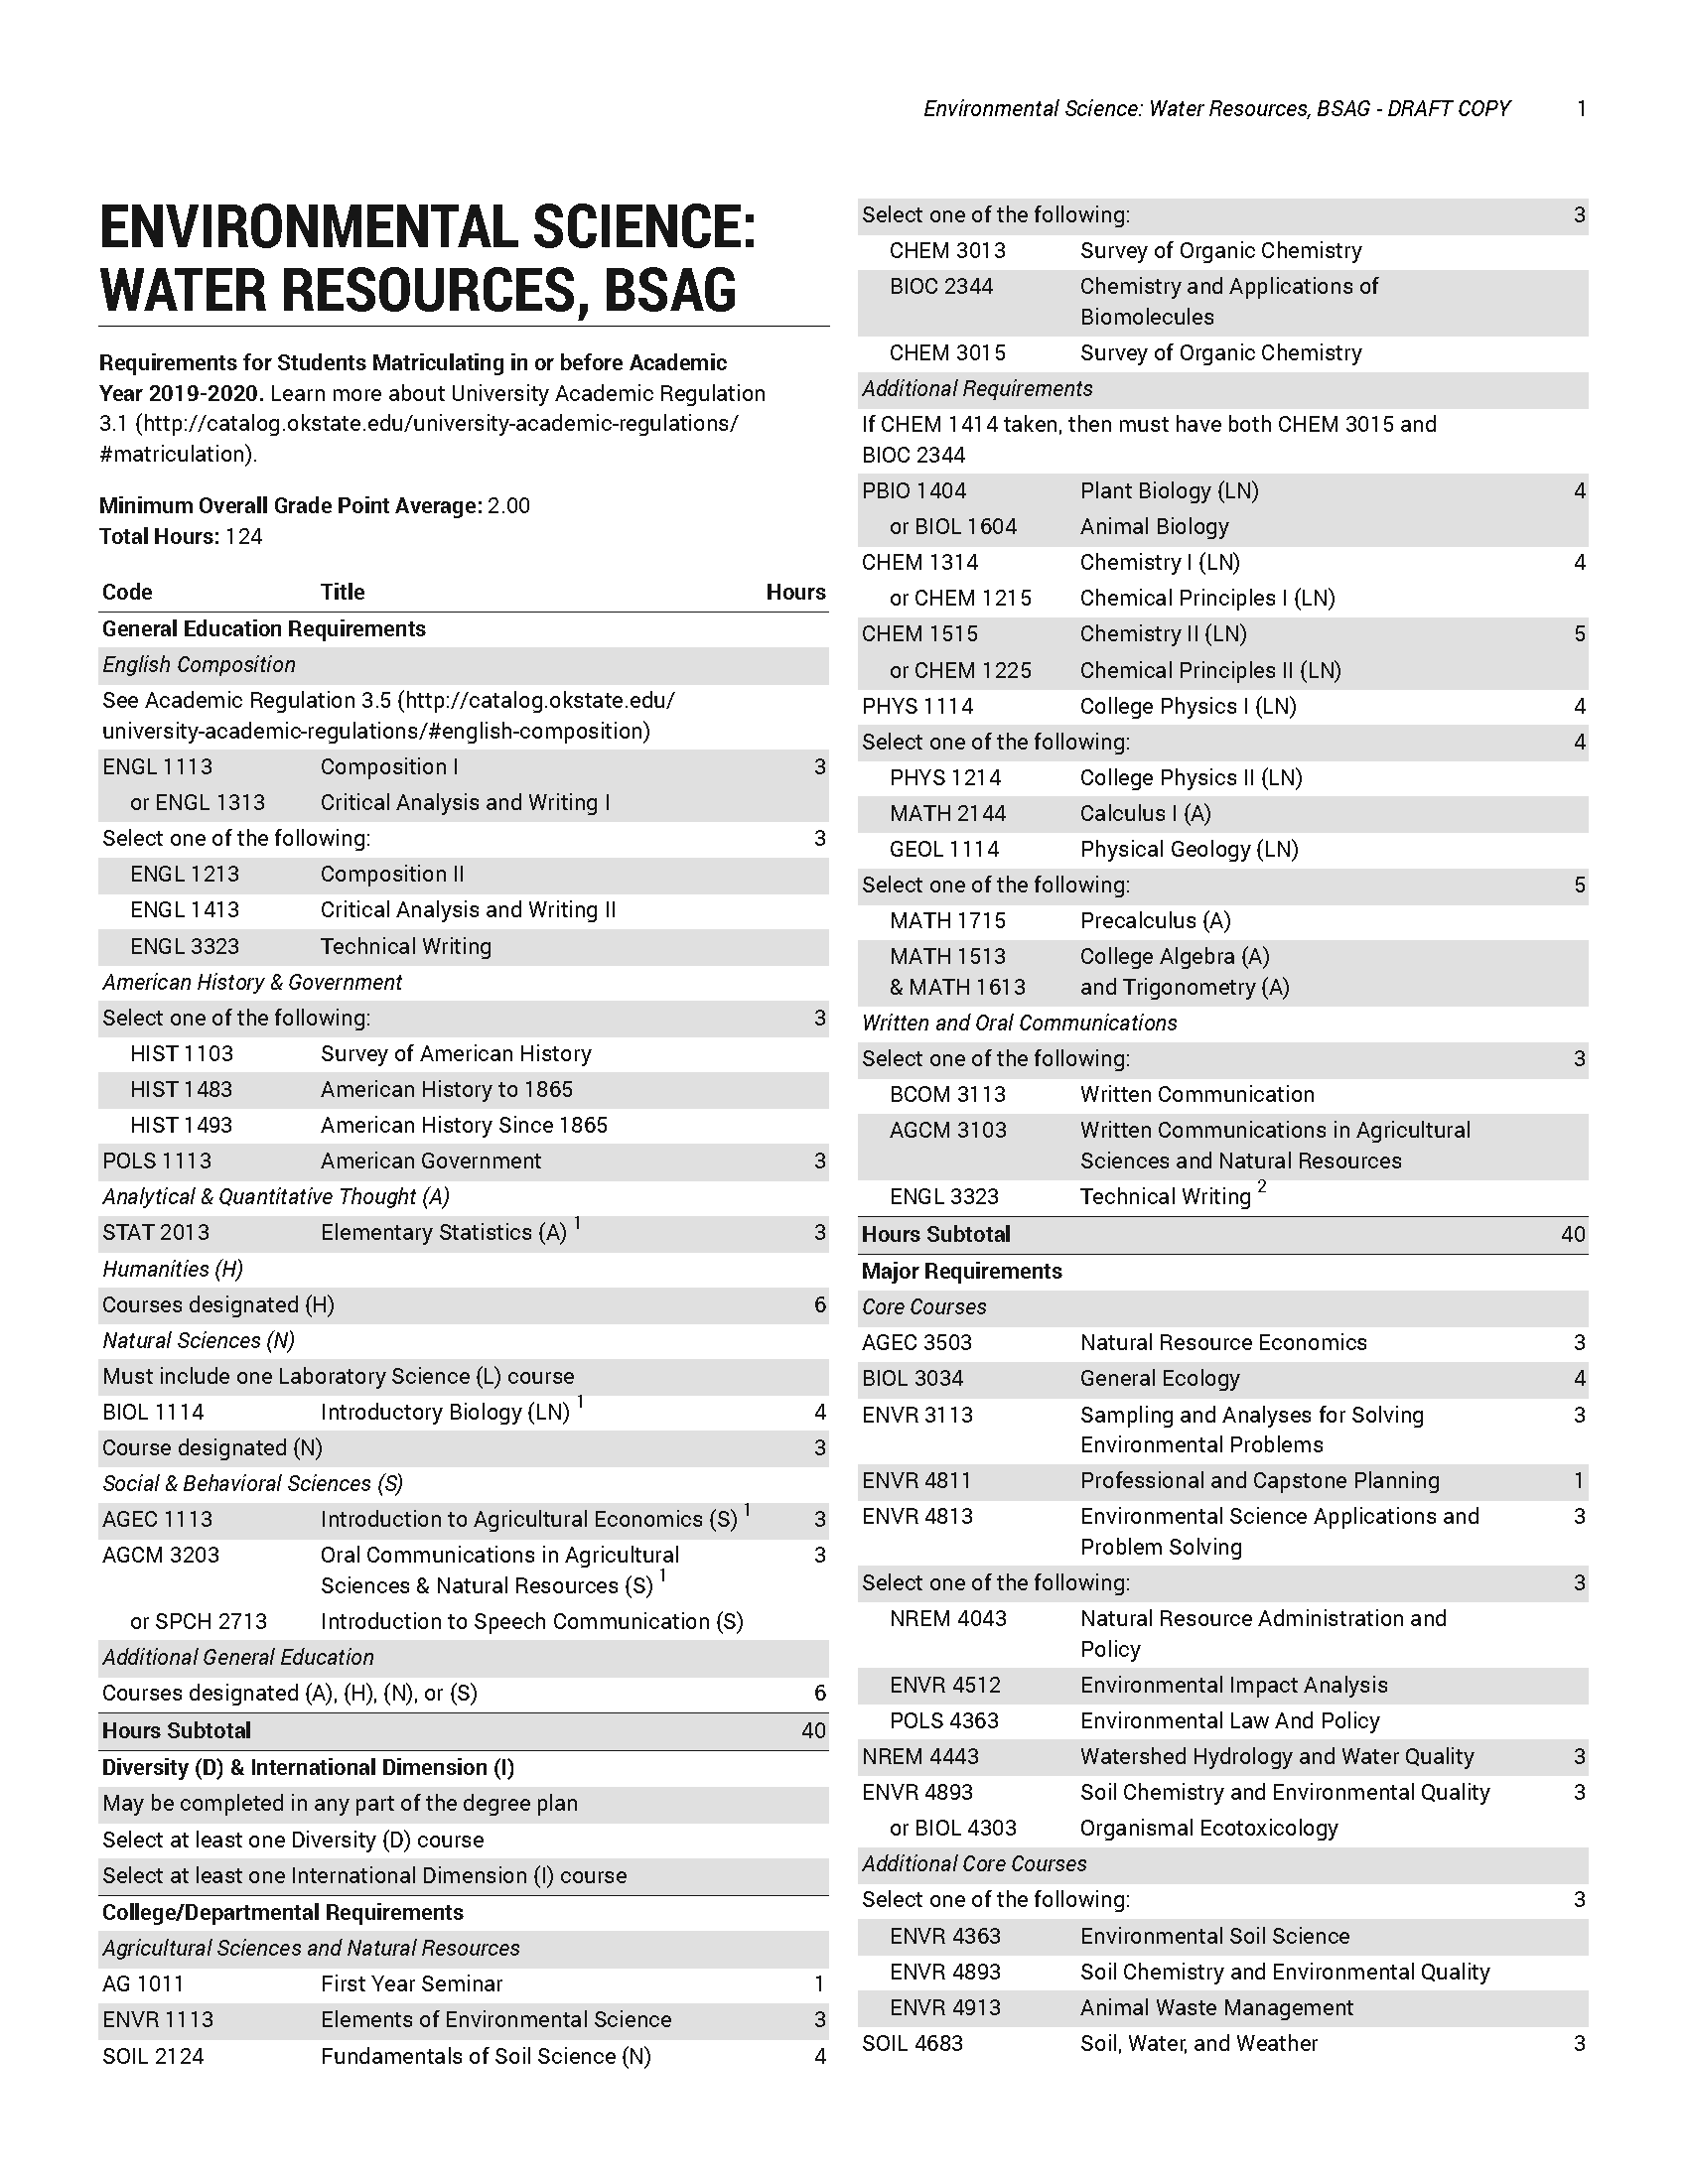 Environmental Science: Water Resources, BSAG - DRAFT COPY 1
ENVIRONMENTAL SCIENCE:
WATER RESOURCES, BSAG
Requirements for Students Matriculating in or before Academic
Year 2019-2020. Learn more about University Academic Regulation
3.1 (http://catalog.okstate.edu/university-academic-regulations/
#matriculation).
Minimum Overall Grade Point Average: 2.00
Total Hours: 124
Code Title Hours
General Education Requirements
English Composition
See Academic Regulation 3.5 (http://catalog.okstate.edu/
university-academic-regulations/#english-composition)
ENGL 1113 Composition I 3
or ENGL 1313 Critical Analysis and Writing I
Select one of the following: 3
ENGL 1213 Composition II
ENGL 1413 Critical Analysis and Writing II
ENGL 3323 Technical Writing
American History & Government
Select one of the following: 3
HIST 1103 Survey of American History
HIST 1483 American History to 1865
HIST 1493 American History Since 1865
POLS 1113 American Government 3
Analytical & Quantitative Thought (A)
STAT 2013 Elementary Statistics (A) 1 3
Humanities (H)
Courses designated (H) 6
Natural Sciences (N)
Must include one Laboratory Science (L) course
BIOL 1114 Introductory Biology (LN) 1 4
Course designated (N) 3
Social & Behavioral Sciences (S)
AGEC 1113 Introduction to Agricultural Economics (S) 1 3
AGCM 3203 Oral Communications in Agricultural 3
Sciences & Natural Resources (S) 1
or SPCH 2713 Introduction to Speech Communication (S)
Additional General Education
Courses designated (A), (H), (N), or (S) 6
Hours Subtotal 40
Diversity (D) & International Dimension (I)
May be completed in any part of the degree plan
Select at least one Diversity (D) course
Select at least one International Dimension (I) course
College/Departmental Requirements
Agricultural Sciences and Natural Resources
AG 1011 First Year Seminar 1
ENVR 1113 Elements of Environmental Science 3
SOIL 2124 Fundamentals of Soil Science (N) 4
Select one of the following: 3
CHEM 3013 Survey of Organic Chemistry
BIOC 2344 Chemistry and Applications of
Biomolecules
CHEM 3015 Survey of Organic Chemistry
Additional Requirements
If CHEM 1414 taken, then must have both CHEM 3015 and
BIOC 2344
PBIO 1404 Plant Biology (LN) 4
or BIOL 1604 Animal Biology
CHEM 1314 Chemistry I (LN) 4
or CHEM 1215 Chemical Principles I (LN)
CHEM 1515 Chemistry II (LN) 5
or CHEM 1225 Chemical Principles II (LN)
PHYS 1114 College Physics I (LN) 4
Select one of the following: 4
PHYS 1214 College Physics II (LN)
MATH 2144 Calculus I (A)
GEOL 1114 Physical Geology (LN)
Select one of the following: 5
MATH 1715 Precalculus (A)
MATH 1513 College Algebra (A)
& MATH 1613 and Trigonometry (A)
Written and Oral Communications
Select one of the following: 3
BCOM 3113 Written Communication
AGCM 3103 Written Communications in Agricultural
Sciences and Natural Resources
ENGL 3323 Technical Writing 2
Hours Subtotal 40
Major Requirements
Core Courses
AGEC 3503 Natural Resource Economics 3
BIOL 3034 General Ecology 4
ENVR 3113 Sampling and Analyses for Solving 3
Environmental Problems
ENVR 4811 Professional and Capstone Planning 1
ENVR 4813 Environmental Science Applications and 3
Problem Solving
Select one of the following: 3
NREM 4043 Natural Resource Administration and
Policy
ENVR 4512 Environmental Impact Analysis
POLS 4363 Environmental Law And Policy
NREM 4443 Watershed Hydrology and Water Quality 3
ENVR 4893 Soil Chemistry and Environmental Quality 3
or BIOL 4303 Organismal Ecotoxicology
Additional Core Courses
Select one of the following: 3
ENVR 4363 Environmental Soil Science
ENVR 4893 Soil Chemistry and Environmental Quality
ENVR 4913 Animal Waste Management
SOIL 4683 Soil, Water, and Weather 3